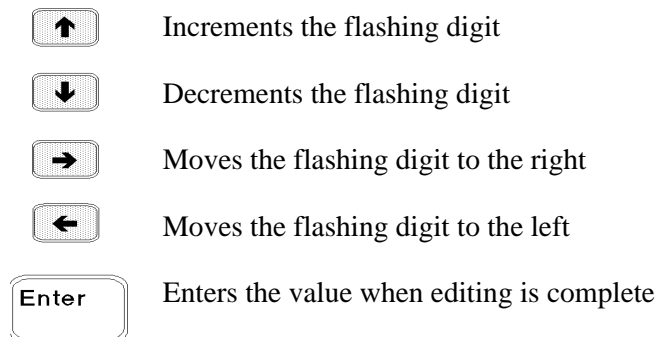 Increments the flashing digit
Decrements the flashing digit
Moves the flashing digit to the right
Moves the flashing digit to the left
Enter Enters the value when editing is complete